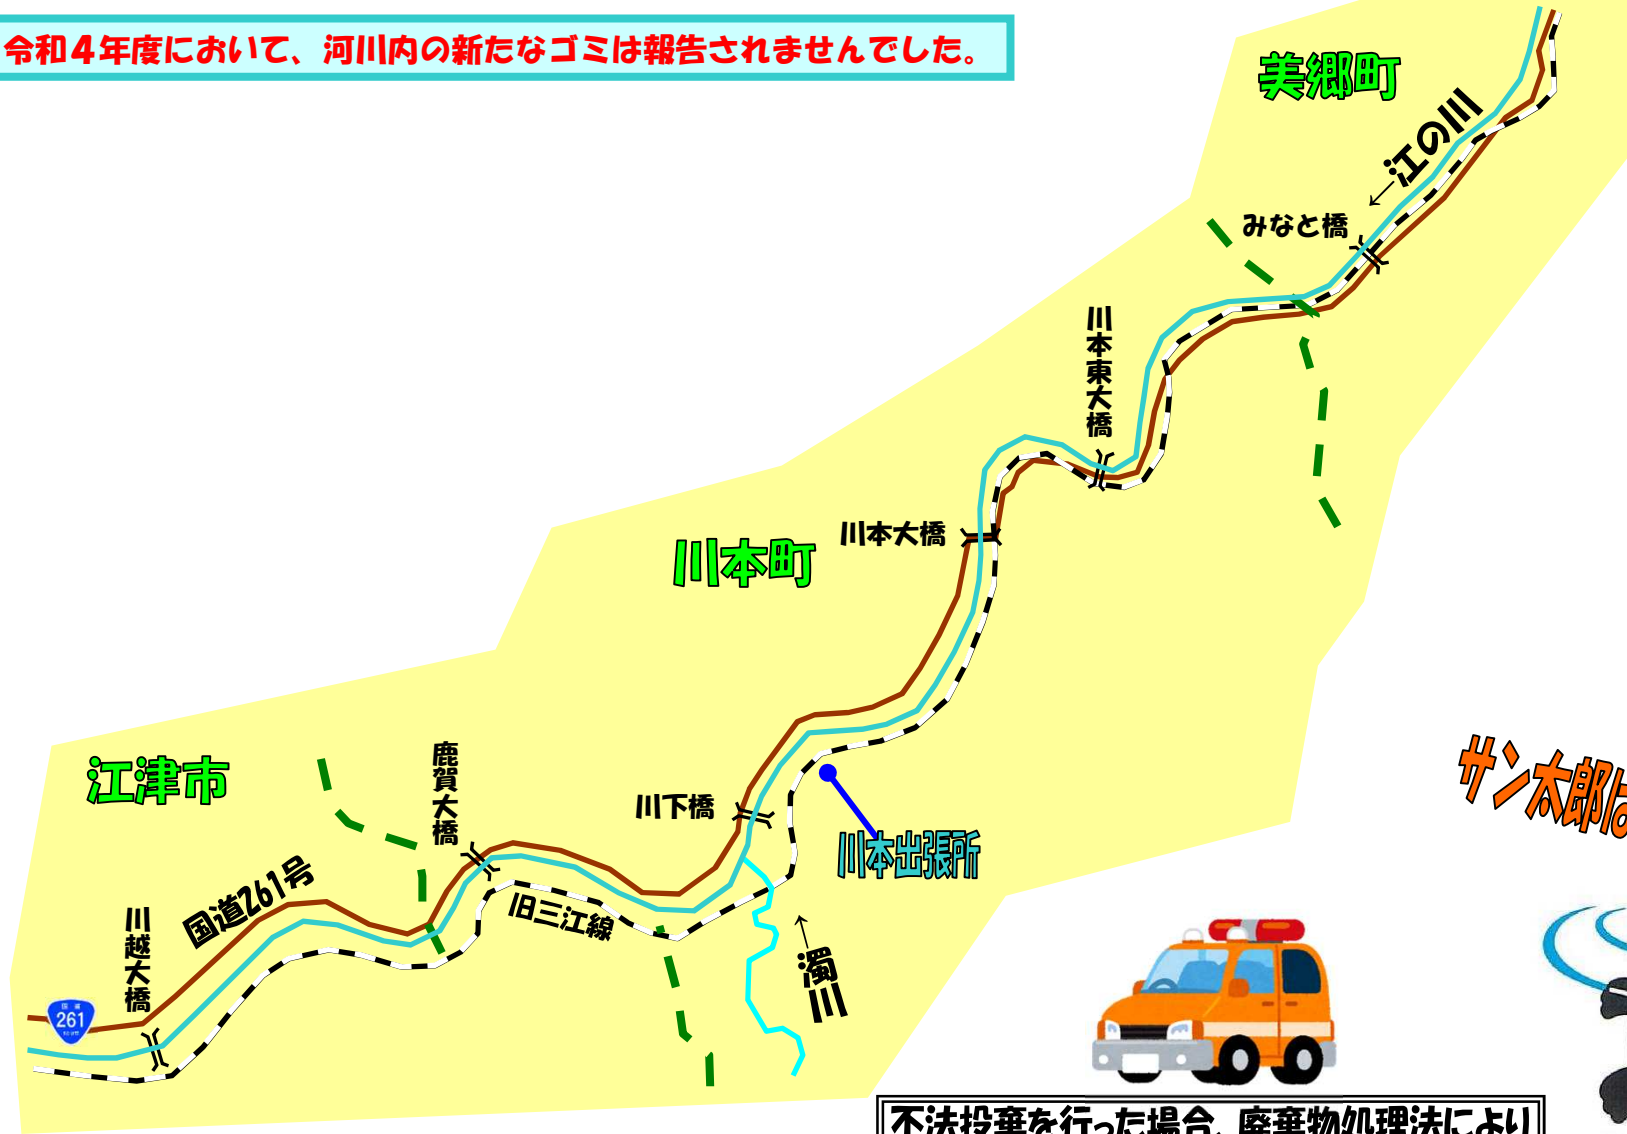 令和４年度において、河川内の新たなゴミは報告されませんでした。
美郷町
←江の川
みなと橋
川本東大橋
川本大橋
川本町
鹿賀大橋
江津市
川下橋
川本出張所
サン太郎は
国道261号
旧三江線
川越大橋
←濁川
261
不法投棄を行った場合、廃棄物処理法により